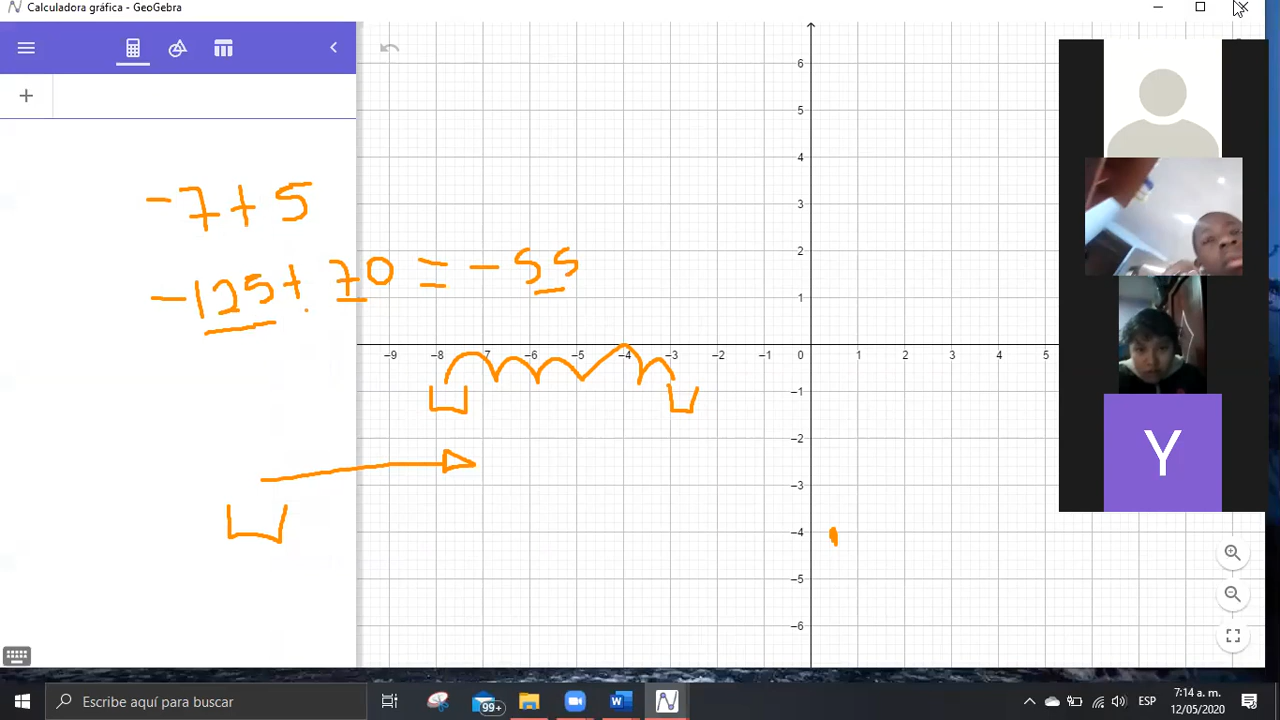 Calculadora gráfica - GeoGebra
-7+5
-125+70=-55
6
5
4
3
2
1
-9 -8 -7 -6 -5 -4 -3 -2 -1 0 1 2 3 4 5
-1
-2
-3
-4
-5
-6
Y
Escribe aquí para buscar
99+
W
ESP
7:14 a. m.
12/05/2020